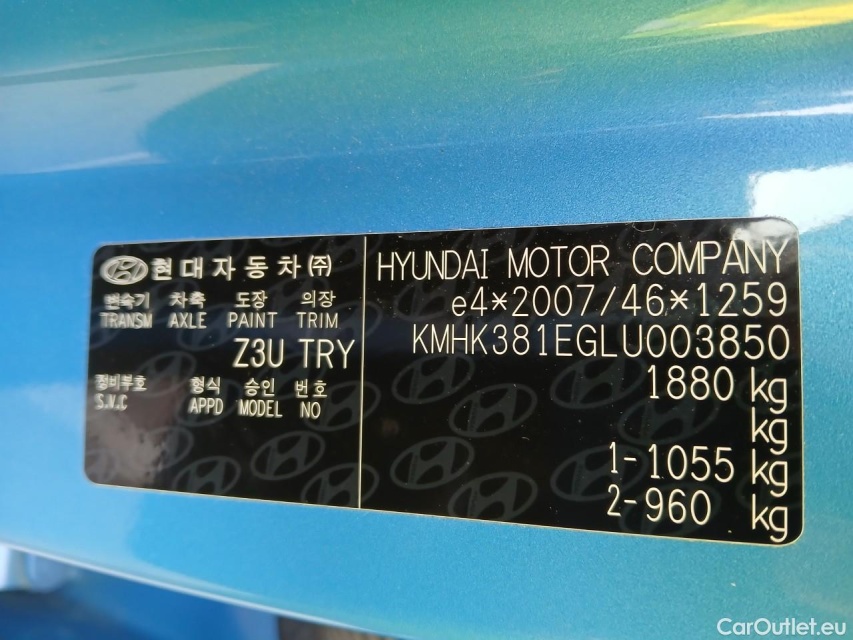 현대자동차(주)
변속기 차축 도장 의장
TRANSM AXLE PAINT TRIM
Z3U TRY
정비부호 형식 승인 번호
S.V.C APPD MODEL NO
HYUNDAI MOTOR COMPANY
e4*2007/46*1259
KMHK381EGLU003850
1880 kg
kg
1-1055 kg
2-960 kg
CarOutlet.eu